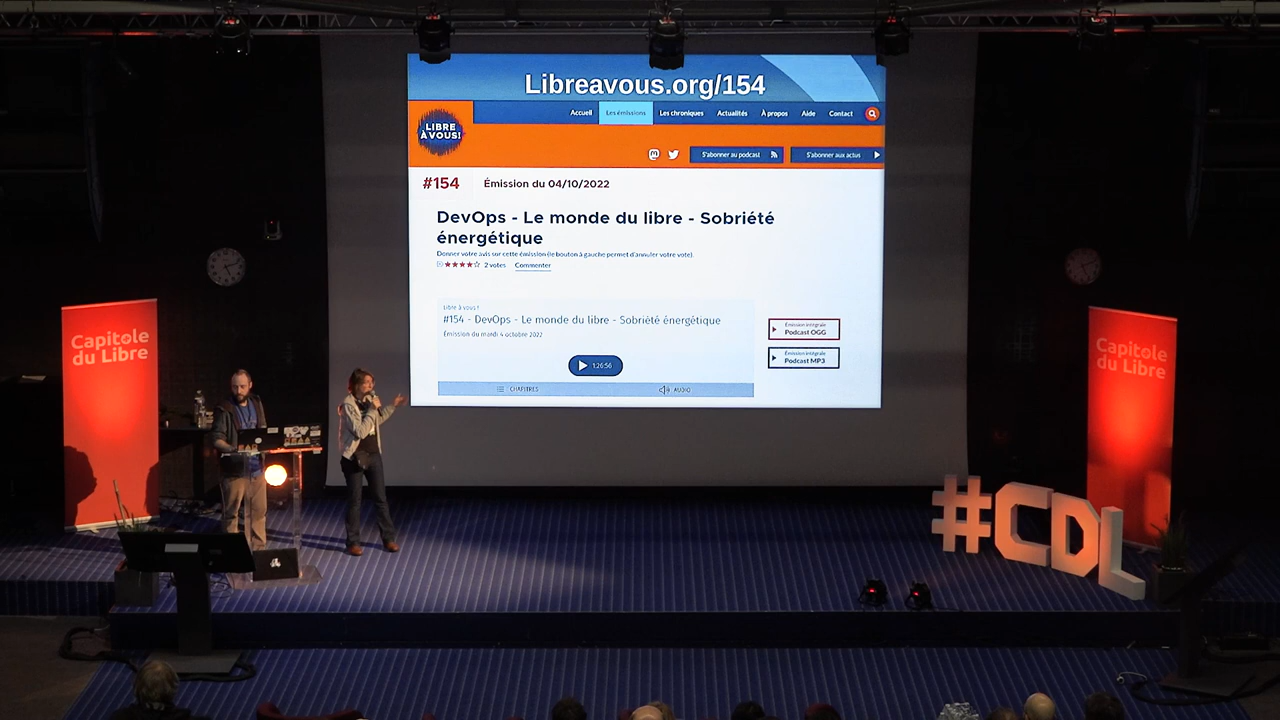 Libreavous.org/154
Accueil Les émissions Les chroniques Actualités À propos Aide Contact
LIBRE
À VOUS!
S'abonner au podcast S'abonner aux actus
#154 Émission du 04/10/2022
DevOps - Le monde du libre - Sobriété
énergétique
Donner votre avis sur cette émission (le bouton à gauche permet d'annuler votre vote).
2 votes Commenter
Libre à vous !
#154 - DevOps - Le monde du libre - Sobriété énergétique
Émission du mardi 4 octobre 2022
1:26:56
CHAPITRES AUDIO
Émission intégrale
Podcast OGG
Émission intégrale
Podcast MP3
Capitole
du Libre
Capitole
du Libre
#CDL